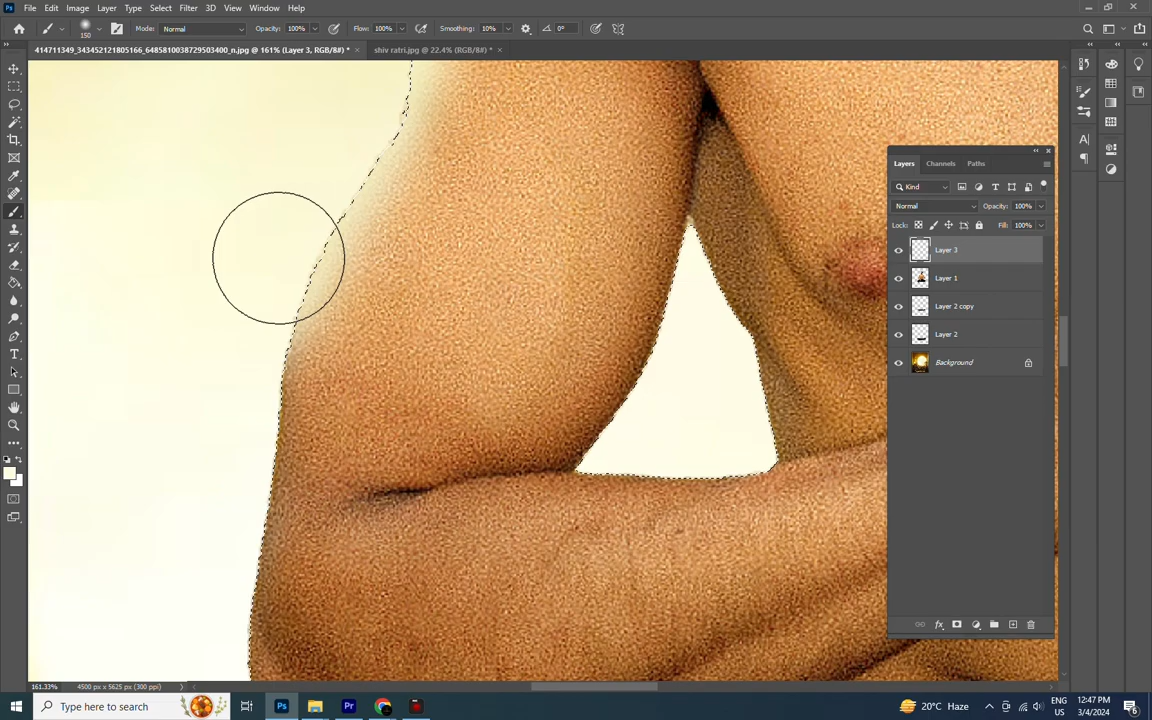 File Edit Image Layer Type Select Filter 3D View Window Help
150 Mode: Normal Opacity: 100% Flow: 100% Smoothing: 10% 0°
414711349_343452121805166_6485810038729503400_n.jpg @ 161% (Layer 3, RGB/8#) * × shiv ratri.jpg @ 22.4% (RGB/8#) * ×
Layers Channels Paths
Kind
Normal Opacity: 100%
Lock: Fill: 100%
Layer 3
Layer 1
Layer 2 copy
Layer 2
Background
161.33% 4500 px x 5625 px (300 ppi)
Type here to search
20°C Haze
ENG
US
12:47 PM
3/4/2024
6